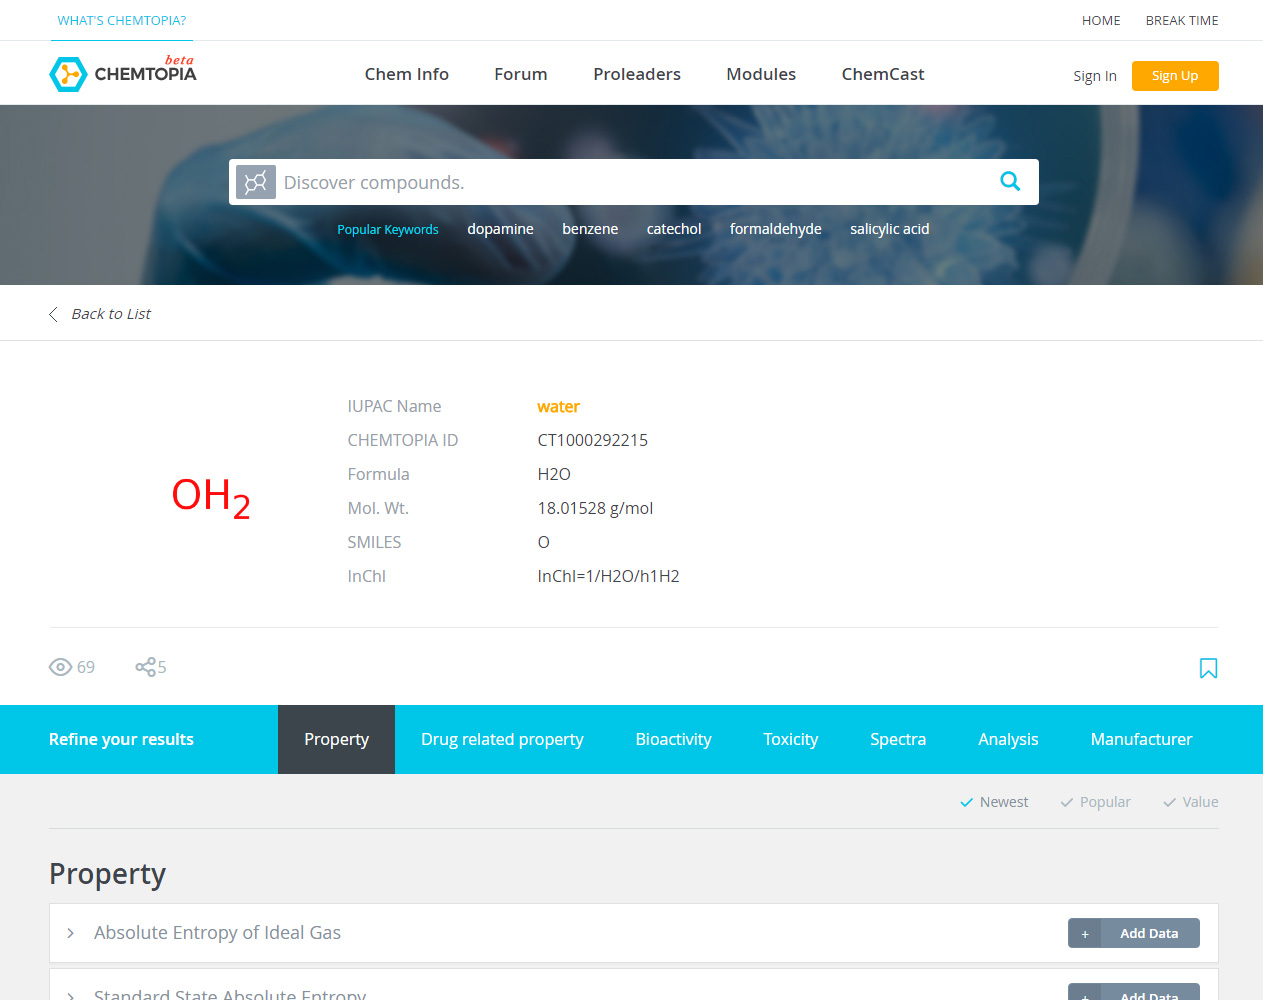 WHAT'S CHEMTOPIA?
HOME
BREAK TIME
CHEMTOPIA beta
Chem Info
Forum
Proleaders
Modules
ChemCast
Sign In
Sign Up
Discover compounds.
Popular Keywords
dopamine
benzene
catechol
formaldehyde
salicylic acid
Back to List
OH2
IUPAC Name water
CHEMTOPIA ID CT1000292215
Formula H2O
Mol. Wt. 18.01528 g/mol
SMILES O
InChI InChI=1/H2O/h1H2
69
5
Refine your results
Property
Drug related property
Bioactivity
Toxicity
Spectra
Analysis
Manufacturer
Newest
Popular
Value
Property
Absolute Entropy of Ideal Gas
+ Add Data
Standard State Absolute Entropy
+ Add Data